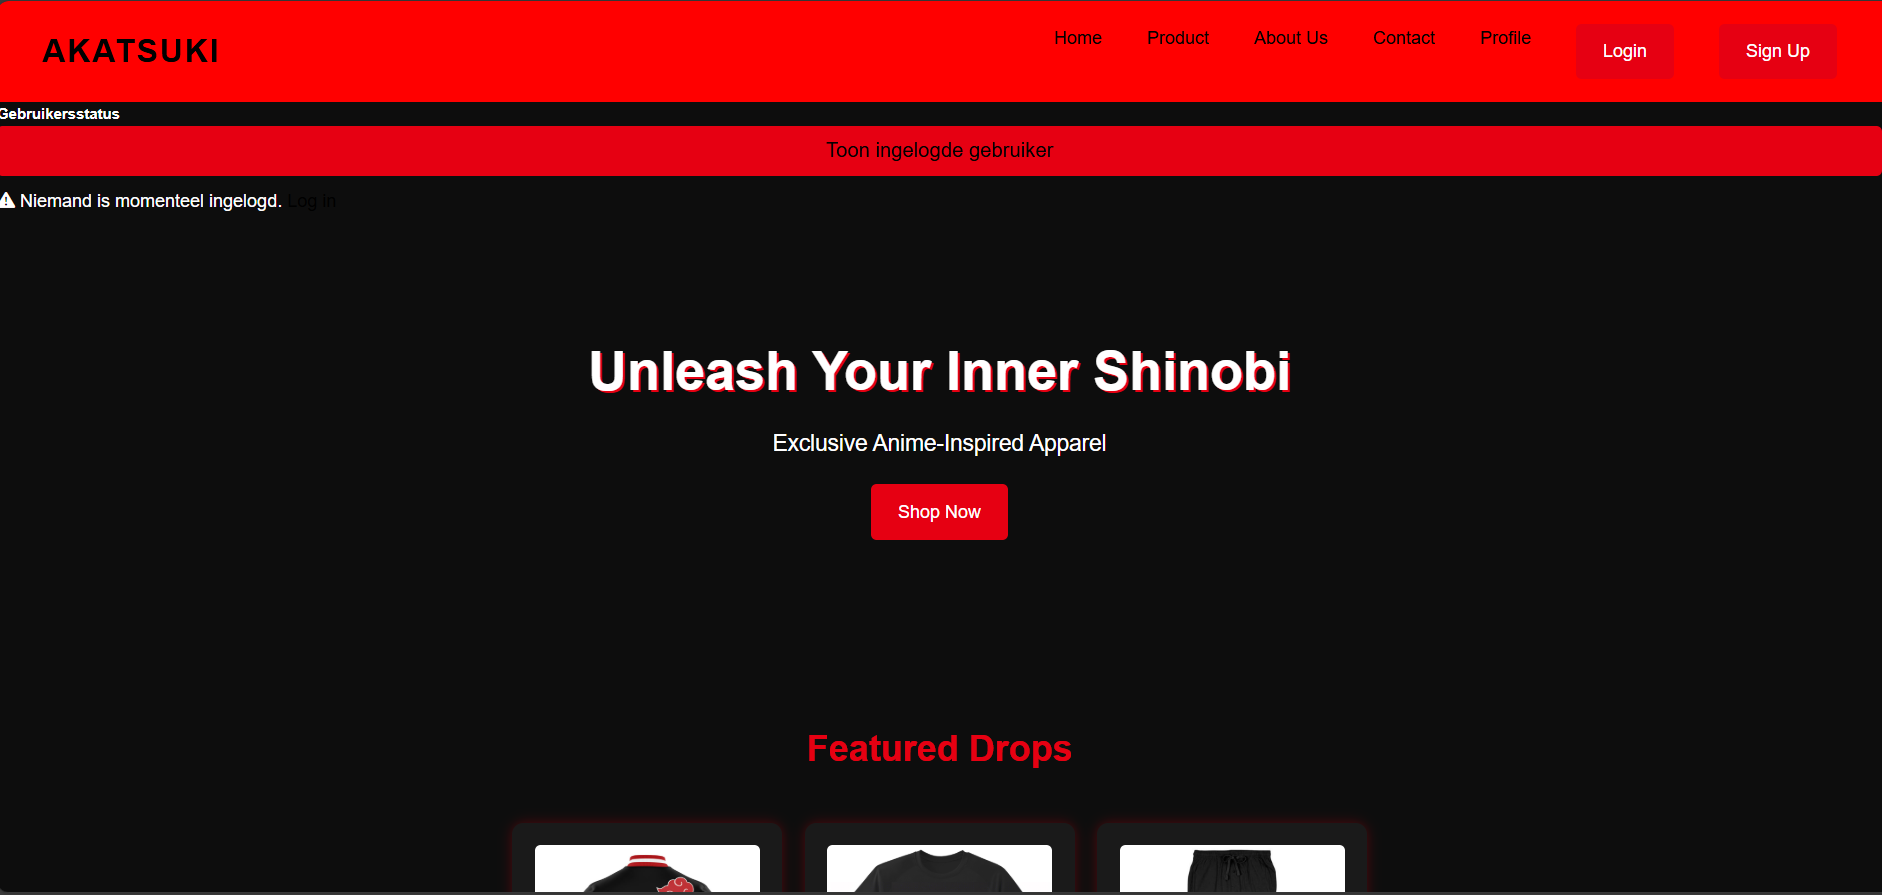 AKATSUKI
Home Product About Us Contact Profile Login Sign Up
Gebruikersstatus
Toon ingelogde gebruiker
Niemand is momenteel ingelogd. Log in
Unleash Your Inner Shinobi
Exclusive Anime-Inspired Apparel
Shop Now
Featured Drops